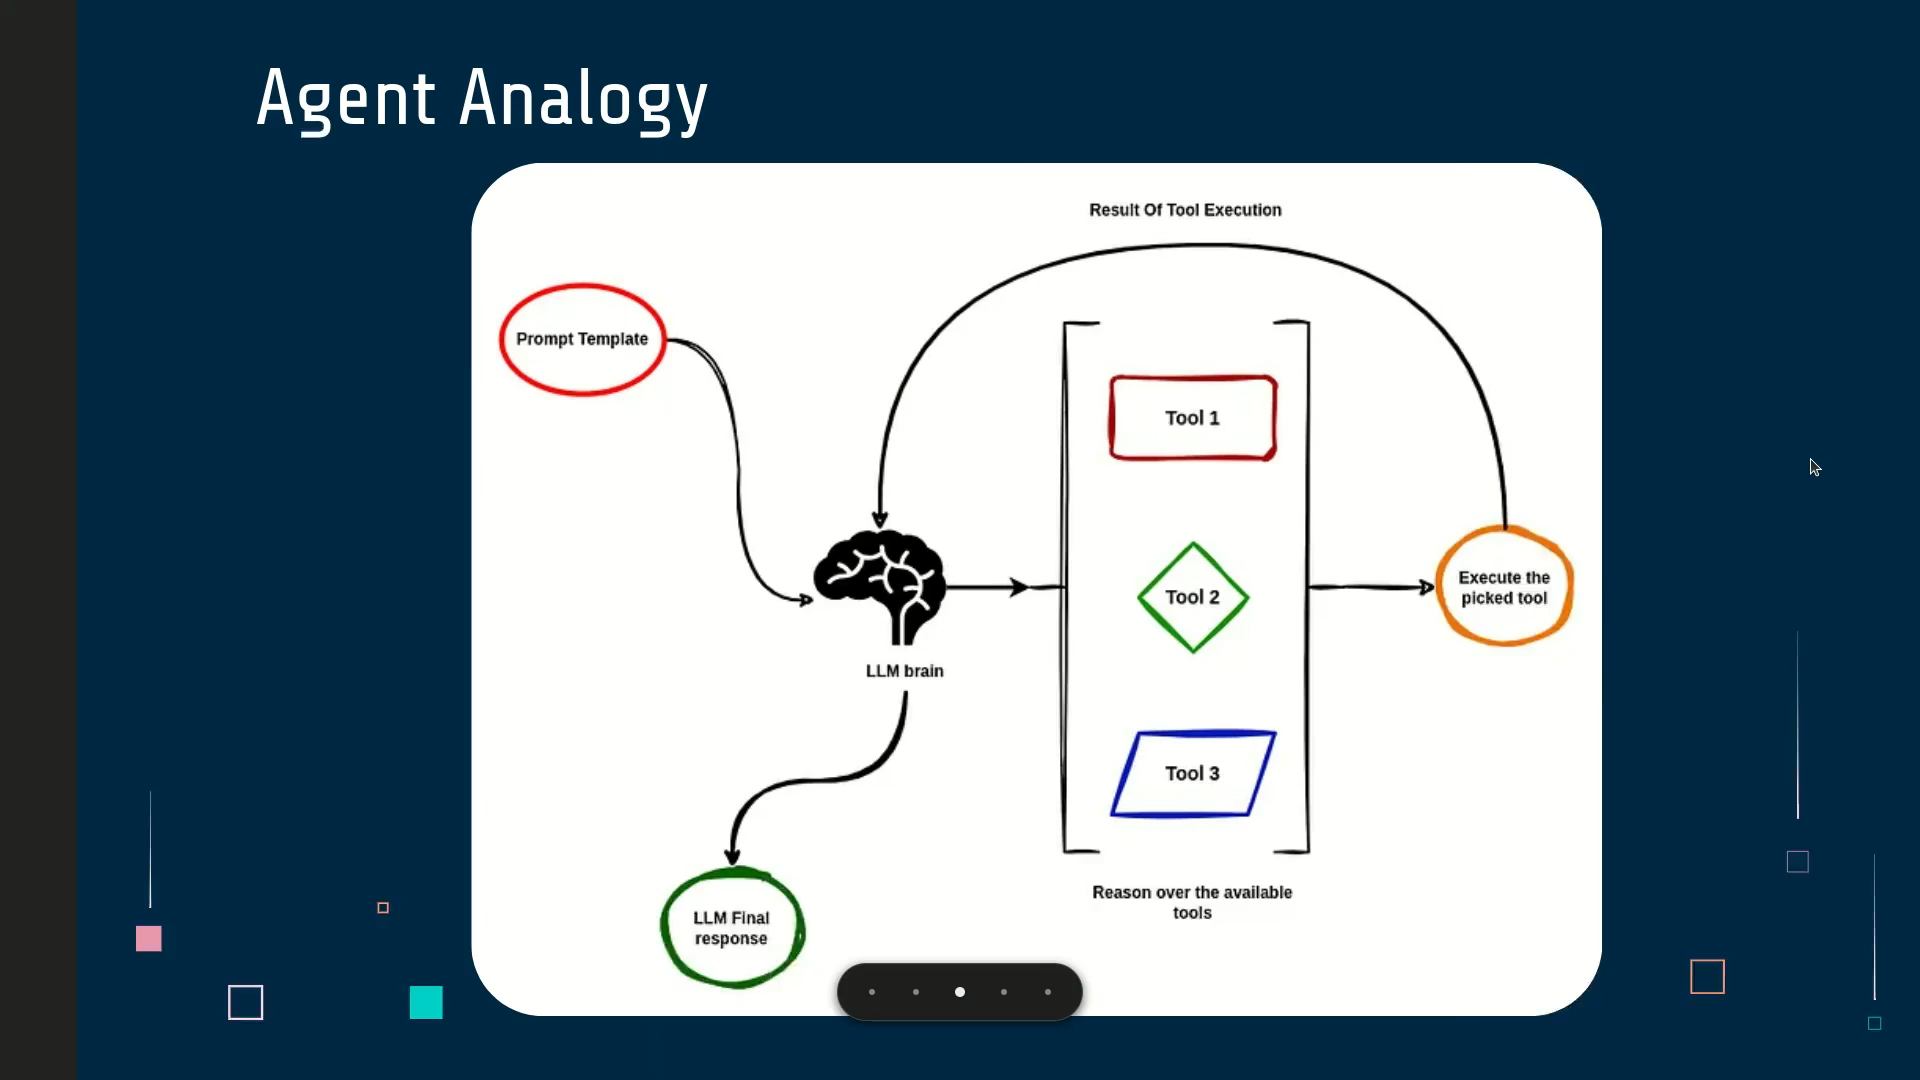 Agent Analogy
Result Of Tool Execution
Prompt Template
Tool 1
Tool 2
Execute the
picked tool
LLM brain
Tool 3
Reason over the available
tools
LLM Final
response